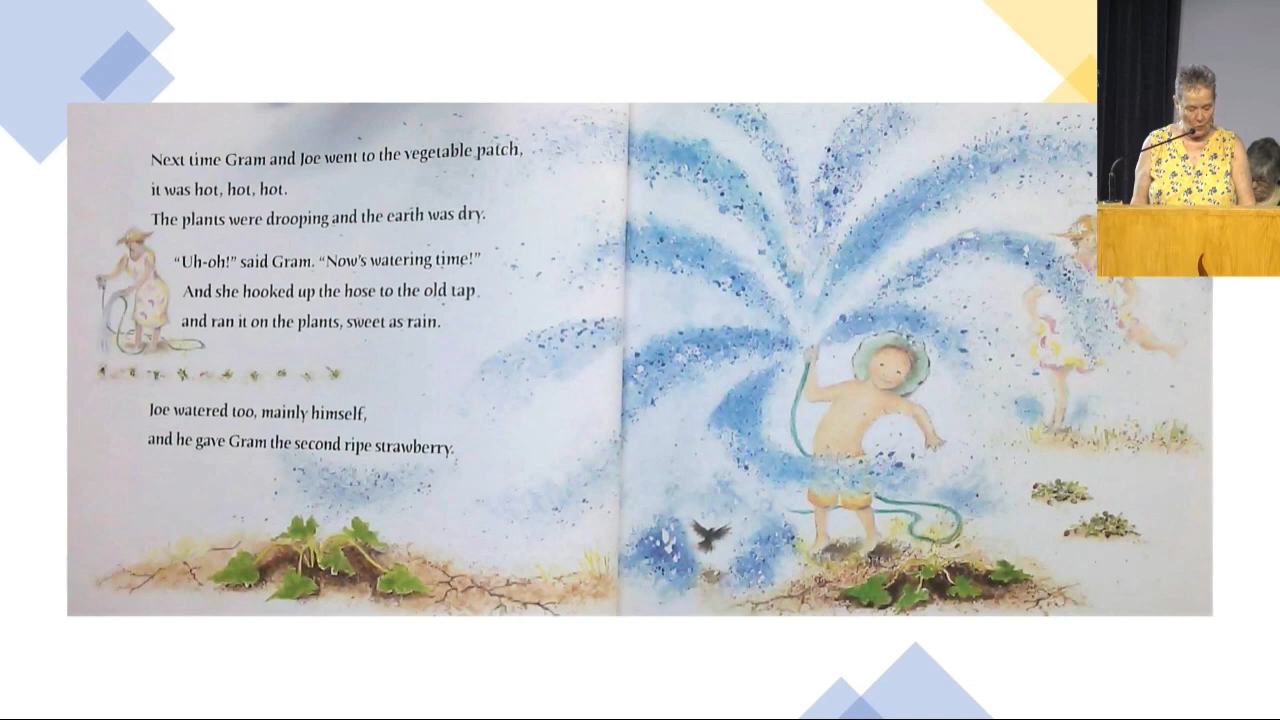 Next time Gram and Joe went to the vegetable patch,
it was hot, hot, hot.
The plants were drooping and the earth was dry.
“Uh-oh!” said Gram. “Now’s watering time!”
And she hooked up the hose to the old tap
and ran it on the plants, sweet as rain.
Joe watered too, mainly himself,
and he gave Gram the second ripe strawberry.